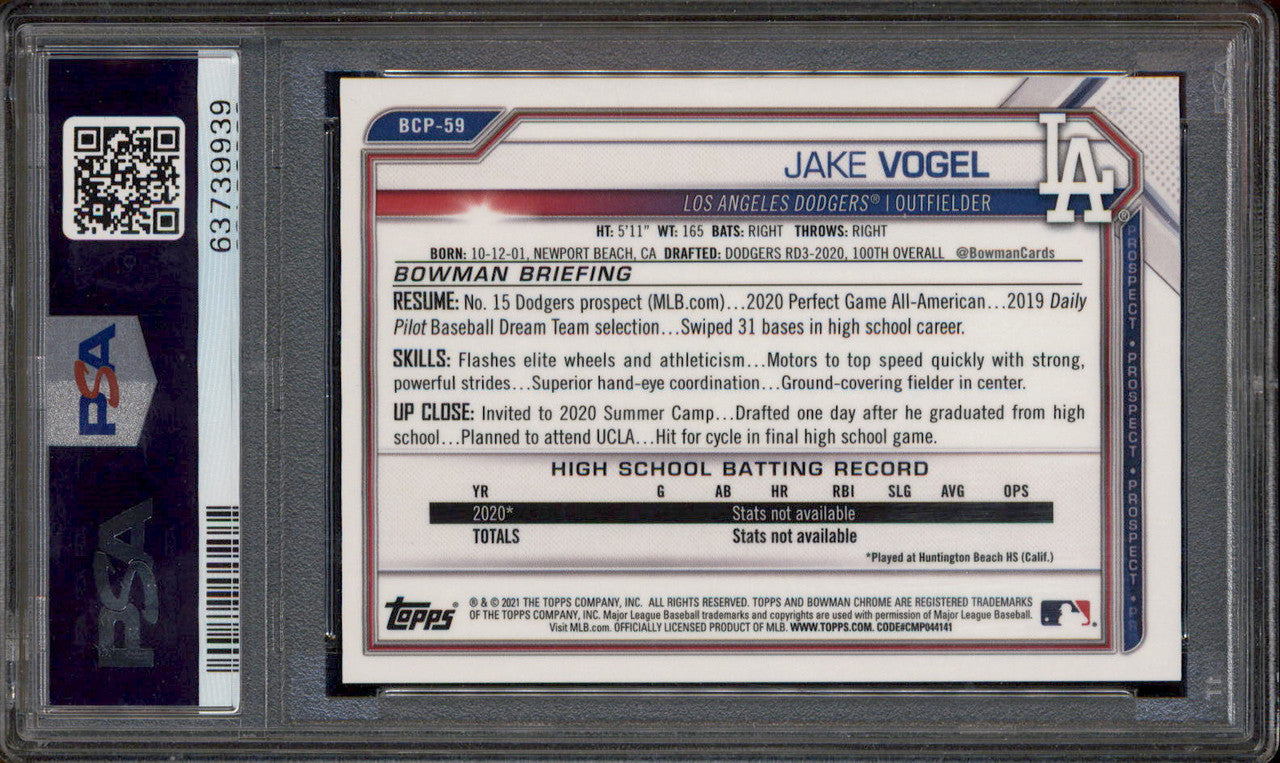 63739939
PSA
PSA
BCP-59
JAKE VOGEL
LA
LOS ANGELES DODGERS® | OUTFIELDER
HT: 5'11" WT: 165 BATS: RIGHT THROWS: RIGHT
BORN: 10-12-01, NEWPORT BEACH, CA DRAFTED: DODGERS RD3-2020, 100TH OVERALL @BowmanCards
BOWMAN BRIEFING
RESUME: No. 15 Dodgers prospect (MLB.com)...2020 Perfect Game All-American...2019 Daily
Pilot Baseball Dream Team selection...Swiped 31 bases in high school career.
SKILLS: Flashes elite wheels and athleticism...Motors to top speed quickly with strong,
powerful strides...Superior hand-eye coordination...Ground-covering fielder in center.
UP CLOSE: Invited to 2020 Summer Camp...Drafted one day after he graduated from high
school...Planned to attend UCLA...Hit for cycle in final high school game.
HIGH SCHOOL BATTING RECORD
YR G AB HR RBI SLG AVG OPS
2020* Stats not available
TOTALS Stats not available
*Played at Huntington Beach HS (Calif.)
Topps®
® & © 2021 THE TOPPS COMPANY, INC. ALL RIGHTS RESERVED. TOPPS AND BOWMAN CHROME ARE REGISTERED TRADEMARKS
OF THE TOPPS COMPANY, INC. Major League Baseball trademarks and copyrights are used with permission of Major League Baseball.
Visit MLB.com. OFFICIALLY LICENSED PRODUCT OF MLB. WWW.TOPPS.COM. CODE#CMP044141
PROSPECT • PROSPECT • PROSPECT • PR